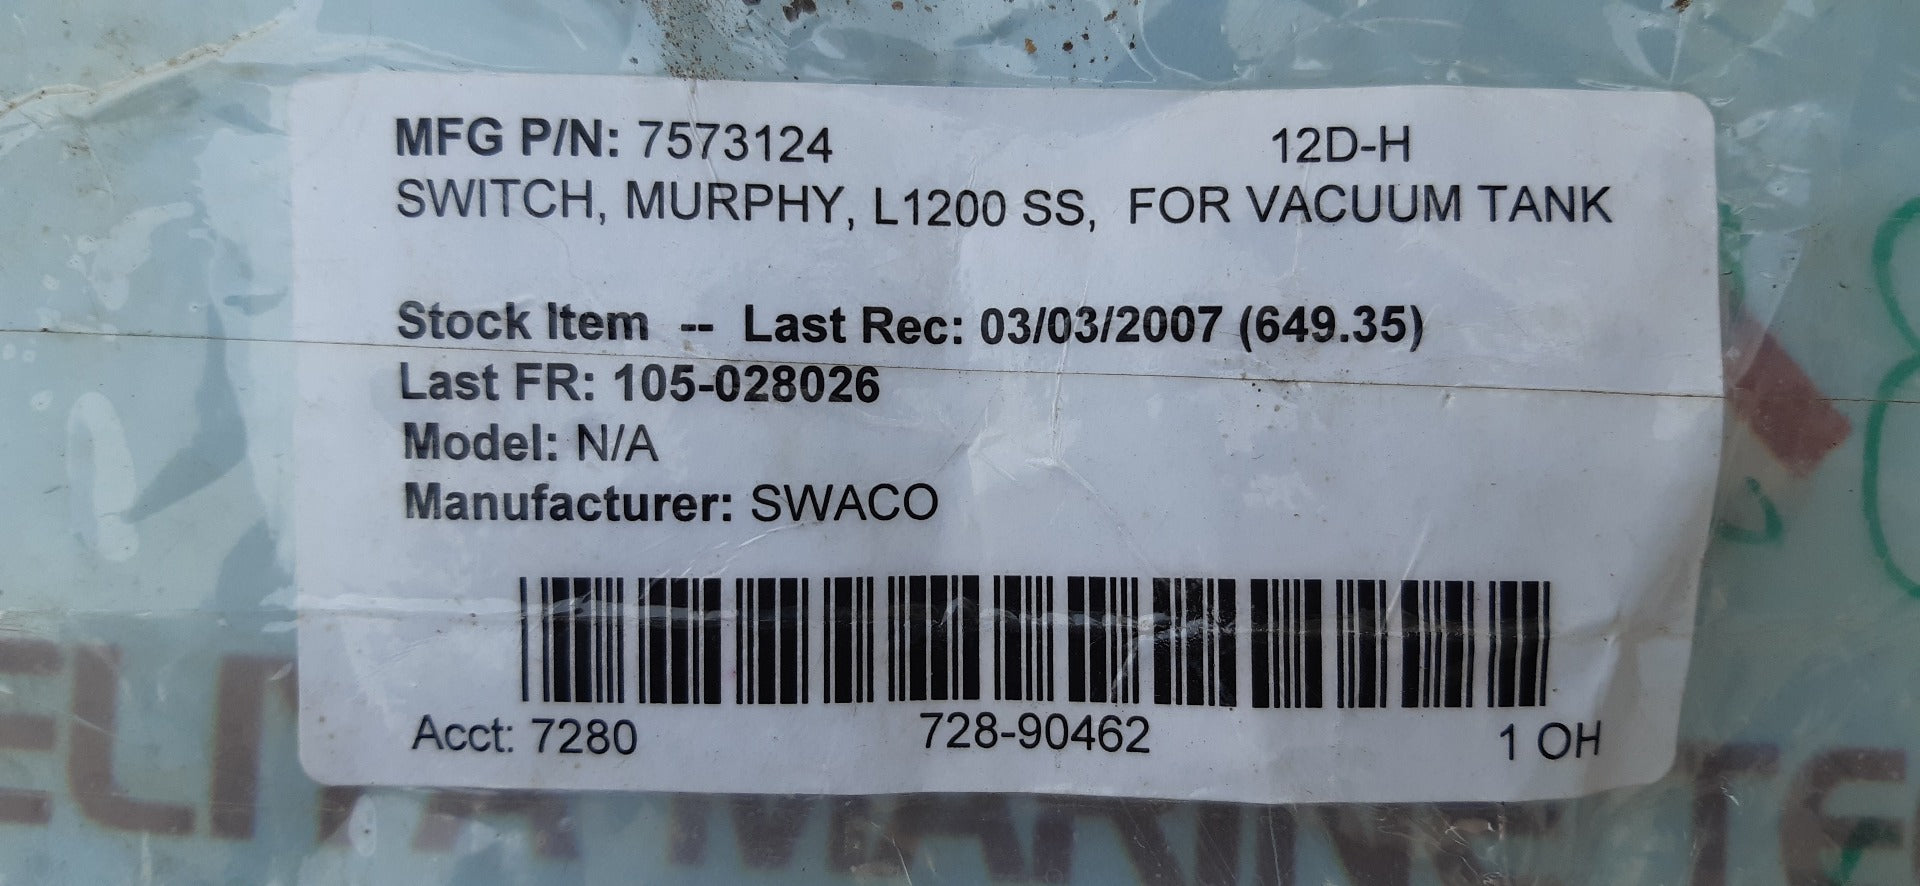 MFG P/N: 7573124 12D-H
SWITCH, MURPHY, L1200 SS, FOR VACUUM TANK
Stock Item -- Last Rec: 03/03/2007 (649.35)
Last FR: 105-028026
Model: N/A
Manufacturer: SWACO
Acct: 7280 728-90462 1 OH